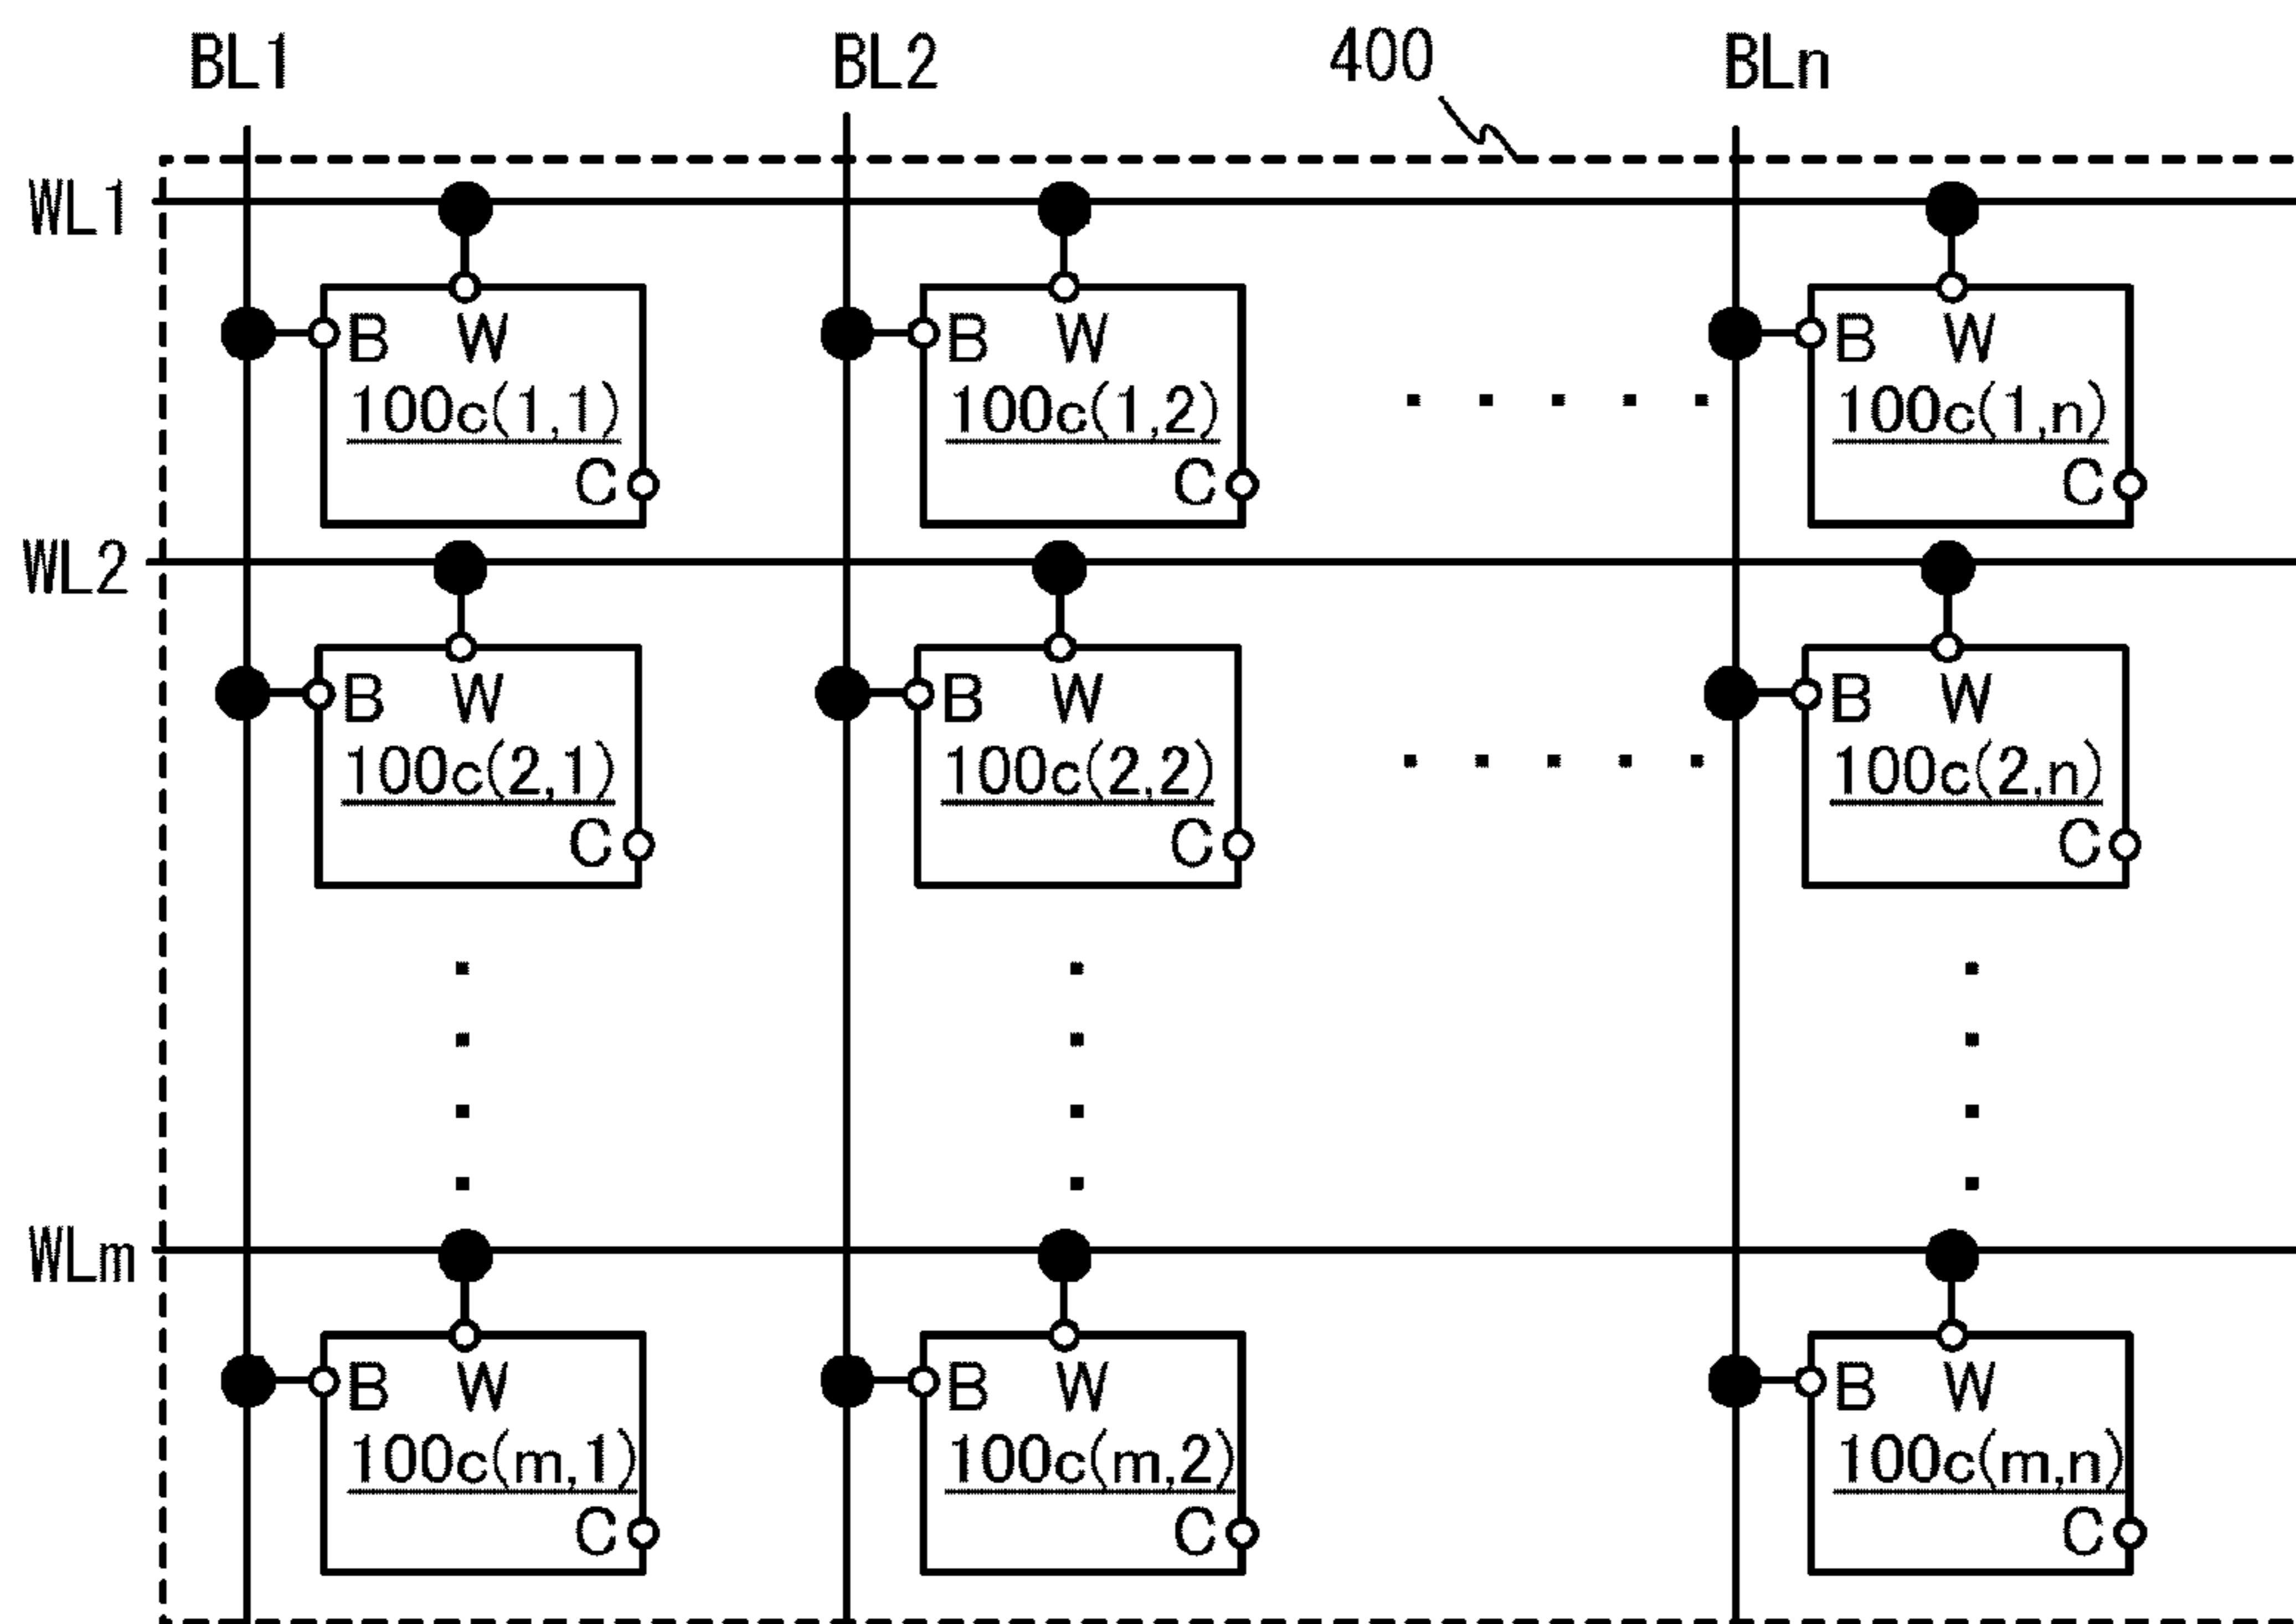 BL1 BL2 400 BLn
WL1
B W B W B W
100c(1,1) 100c(1,2) 100c(1,n)
C C C
WL2
B W B W B W
100c(2,1) 100c(2,2) 100c(2,n)
C C C
WLm
B W B W B W
100c(m,1) 100c(m,2) 100c(m,n)
C C C